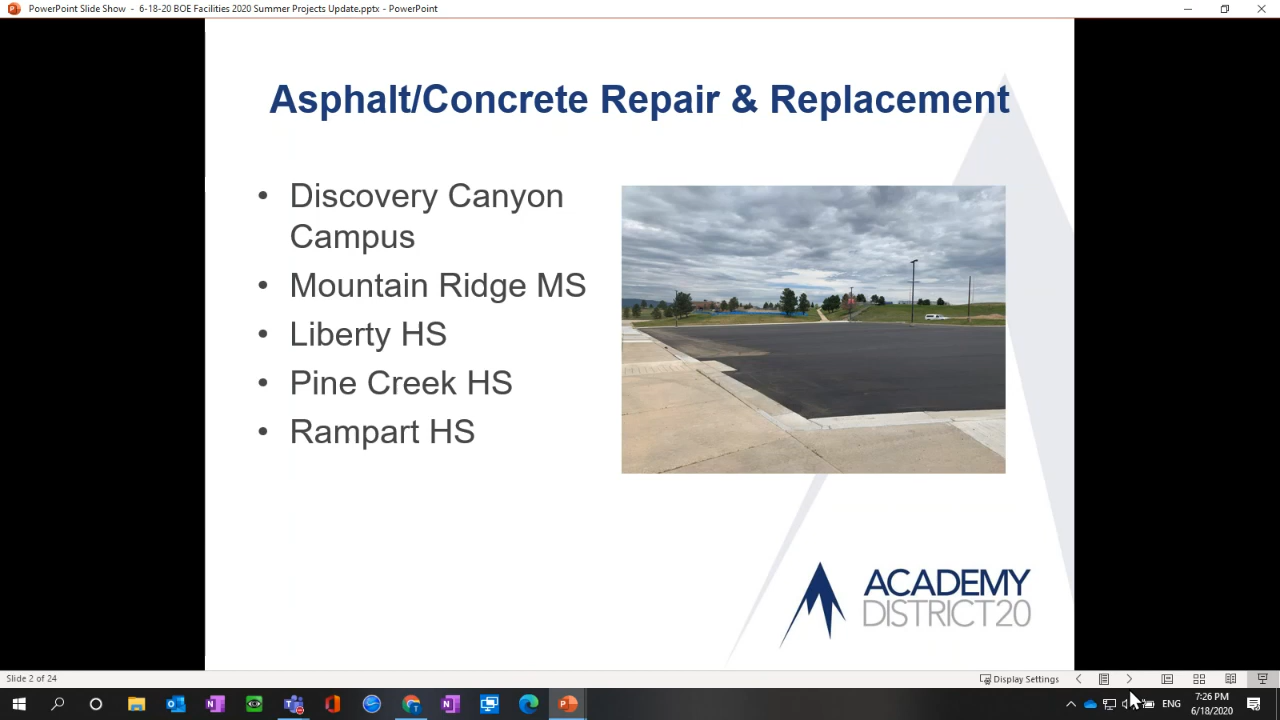 PowerPoint Slide Show - 6-18-20 BOE Facilities 2020 Summer Projects Update.pptx - PowerPoint
Asphalt/Concrete Repair & Replacement
• Discovery Canyon
Campus
• Mountain Ridge MS
• Liberty HS
• Pine Creek HS
• Rampart HS
ACADEMY
DISTRICT20
Slide 2 of 24
Display Settings
ENG
7:26 PM
6/18/2020